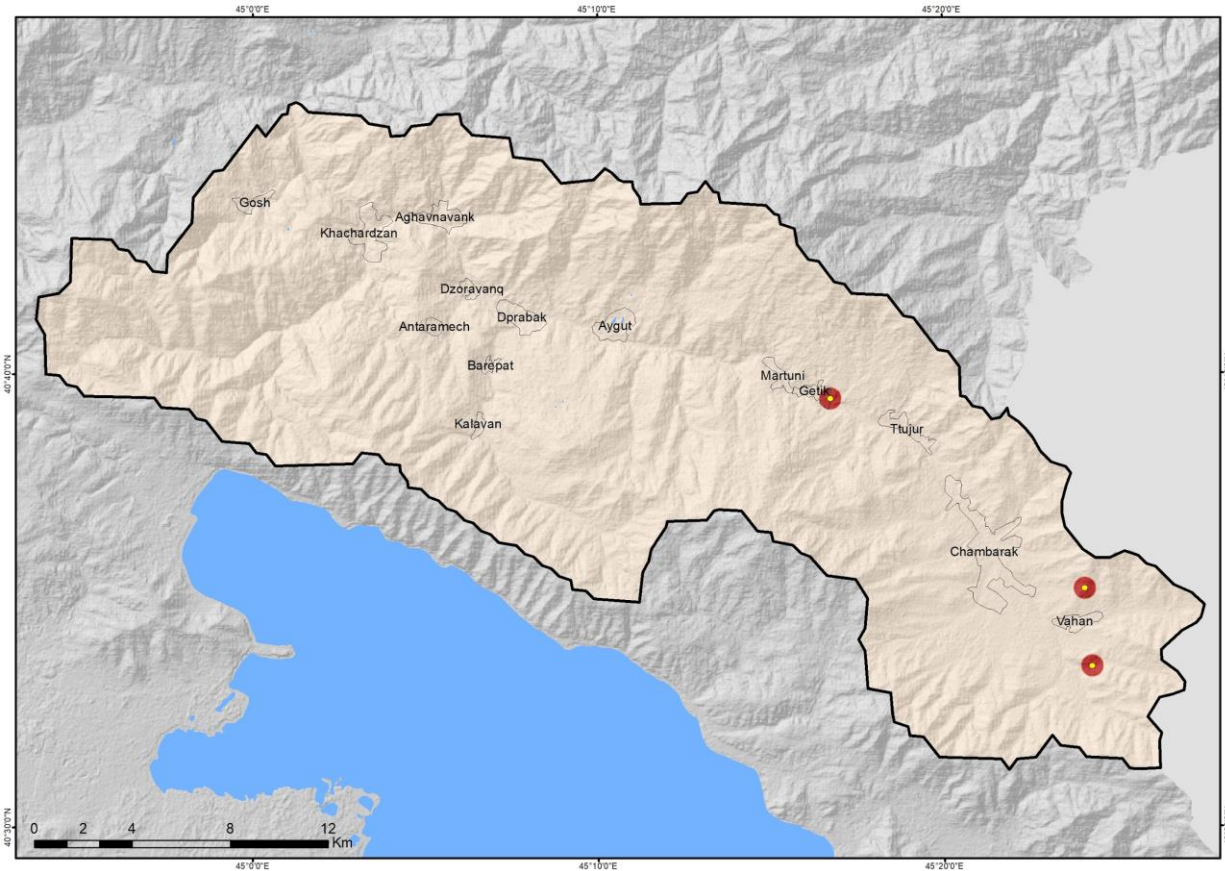 45°0'0"E
45°10'0"E
45°20'0"E
Gosh
Aghavnavank
Khachardzan
Dzoravanq
Dprabak
Antaramech
Aygut
40°40'0"N
Barepat
Martuni
Getik
Kalavan
Ttujur
Chambarak
Vahan
40°30'0"N
0 2 4 8 12
Km
45°0'0"E
45°10'0"E
45°20'0"E